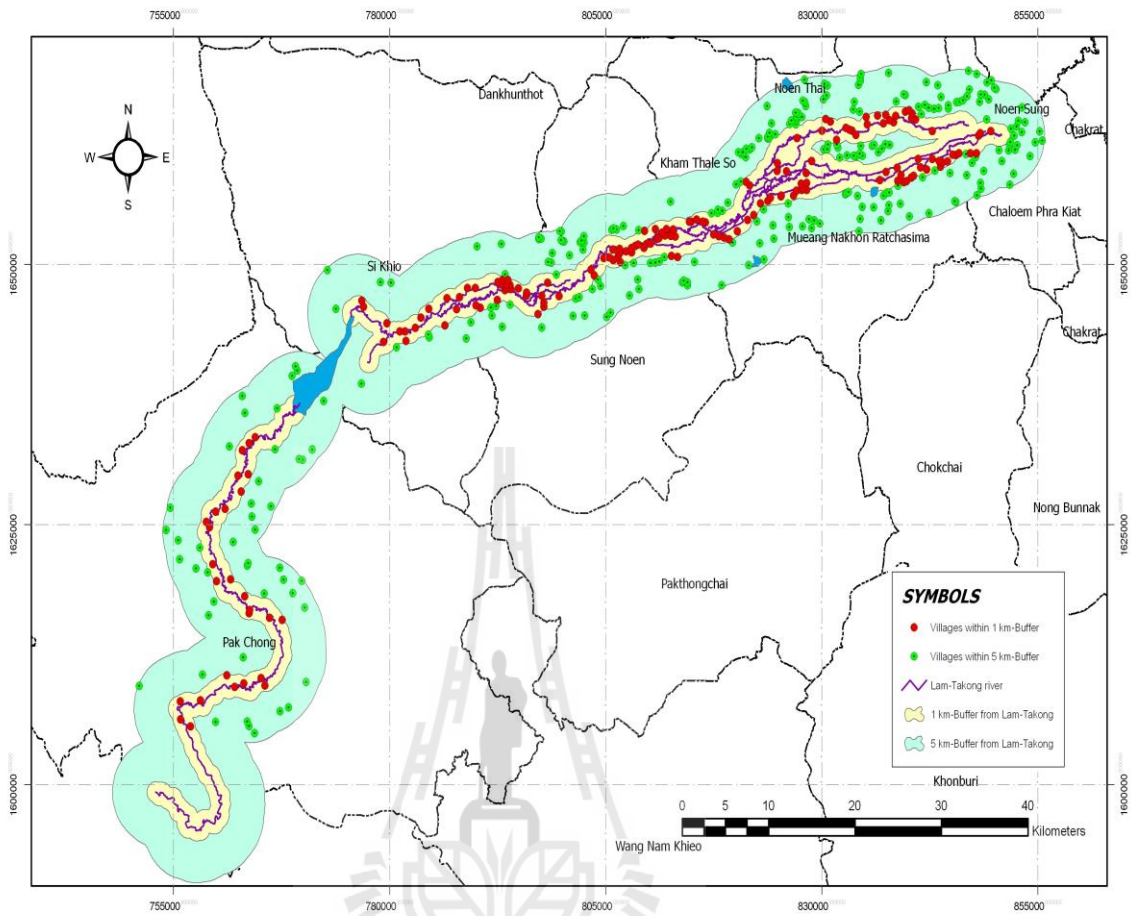 755000 780000 805000 830000 855000
N
W E
S
Dankhunthot
Noen Thai
Noen Sung
Chakrat
Kham Thale So
Chaloem Phra Kiat
Mueang Nakhon Ratchasima
1650000
1650000
Si Khio
Chakrat
Sung Noen
Chokchai
Nong Bunnak
1625000
1625000
Pakthongchai
SYMBOLS
Villages within 1 km-Buffer
Villages within 5 km-Buffer
Lam-Takong river
1 km-Buffer from Lam-Takong
5 km-Buffer from Lam-Takong
Pak Chong
Khonburi
1600000
1600000
0 5 10 20 30 40
Kilometers
Wang Nam Khieo
755000 780000 805000 830000 855000